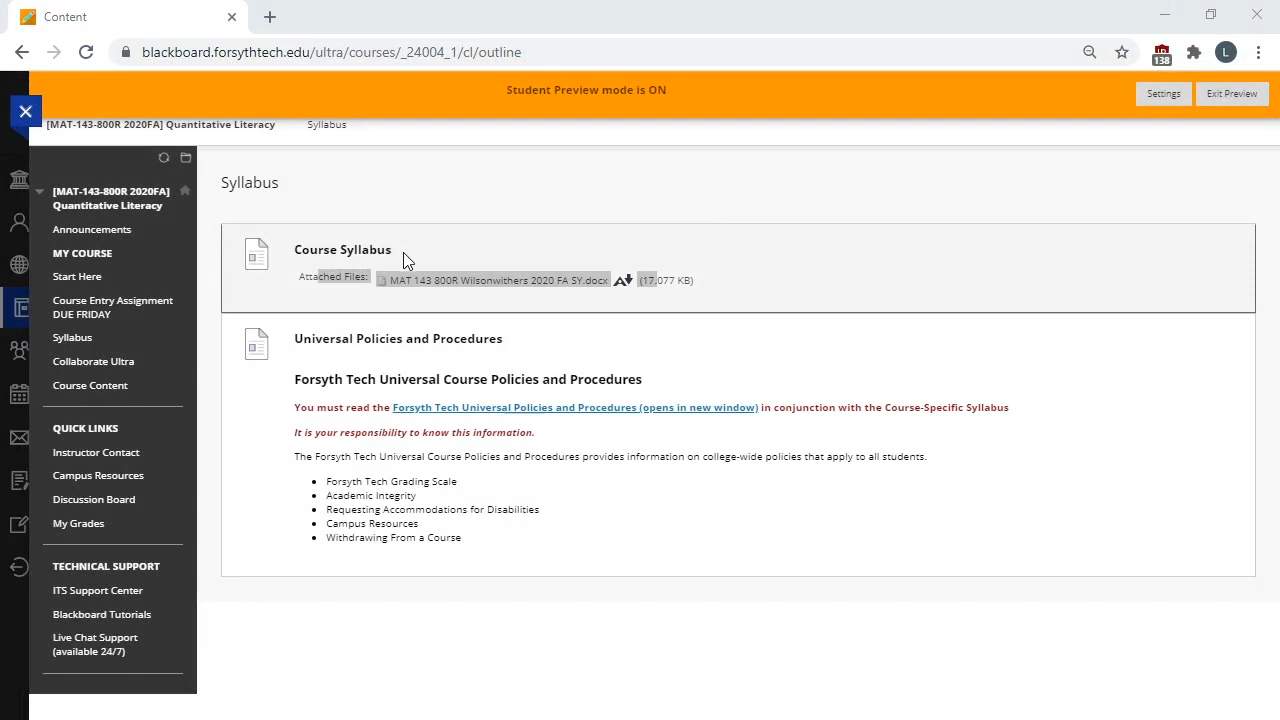 Content
blackboard.forsythtech.edu/ultra/courses/_24004_1/cl/outline
138
L
Student Preview mode is ON
Settings
Exit Preview
[MAT-143-800R 2020FA] Quantitative Literacy
Syllabus
[MAT-143-800R 2020FA]
Quantitative Literacy
Announcements
MY COURSE
Start Here
Course Entry Assignment
DUE FRIDAY
Syllabus
Collaborate Ultra
Course Content
QUICK LINKS
Instructor Contact
Campus Resources
Discussion Board
My Grades
TECHNICAL SUPPORT
ITS Support Center
Blackboard Tutorials
Live Chat Support
(available 24/7)
Syllabus
Course Syllabus
Attached Files: MAT 143 800R Wilsonwithers 2020 FA SY.docx (17.077 KB)
Universal Policies and Procedures
Forsyth Tech Universal Course Policies and Procedures
You must read the Forsyth Tech Universal Policies and Procedures (opens in new window) in conjunction with the Course-Specific Syllabus
It is your responsibility to know this information.
The Forsyth Tech Universal Course Policies and Procedures provides information on college-wide policies that apply to all students.
• Forsyth Tech Grading Scale
• Academic Integrity
• Requesting Accommodations for Disabilities
• Campus Resources
• Withdrawing From a Course